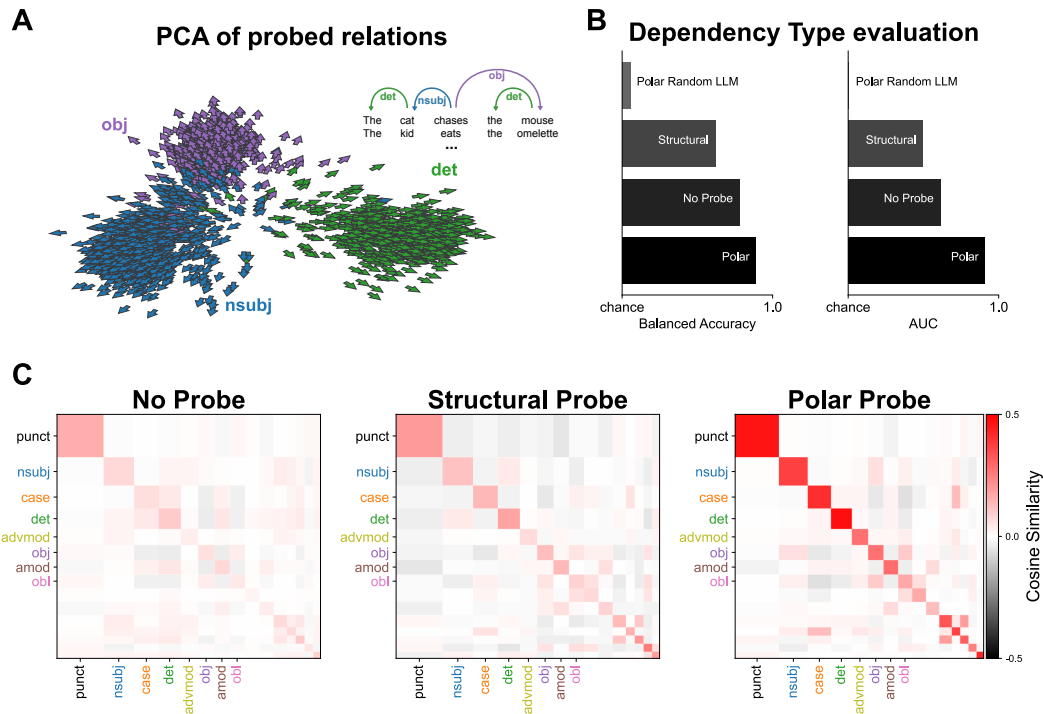 A
PCA of probed relations
obj
det
nsubj
obj
det
The cat chases the mouse
The kid eats the omelette
...
det
nsubj
B
Dependency Type evaluation
Polar Random LLM
Structural
No Probe
Polar
chance
1.0
Balanced Accuracy
Polar Random LLM
Structural
No Probe
Polar
chance
1.0
AUC
C
No Probe
punct
nsubj
case
det
advmod
obj
amod
obl
punct
nsubj
case
det
advmod
obj
amod
obl
Structural Probe
punct
nsubj
case
det
advmod
obj
amod
obl
punct
nsubj
case
det
advmod
obj
amod
obl
Polar Probe
punct
nsubj
case
det
advmod
obj
amod
obl
punct
nsubj
case
det
advmod
obj
amod
obl
0.5
0.0
-0.5
Cosine Similarity